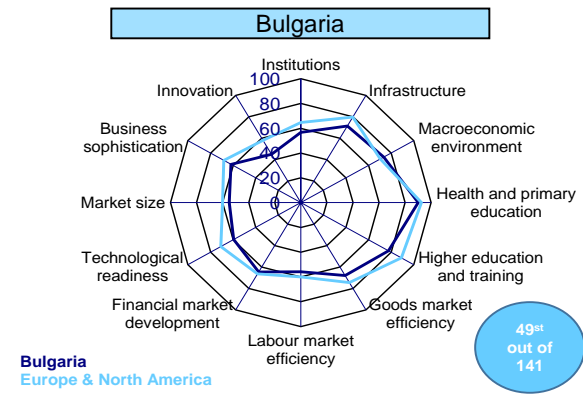 Bulgaria
Institutions
Infrastructure
Macroeconomic
environment
Health and primary
education
Higher education
and training
Goods market
efficiency
Labour market
efficiency
Financial market
development
Technological
readiness
Market size
Business
sophistication
Innovation
100
80
60
40
20
0
49st
out of
141
Bulgaria
Europe & North America